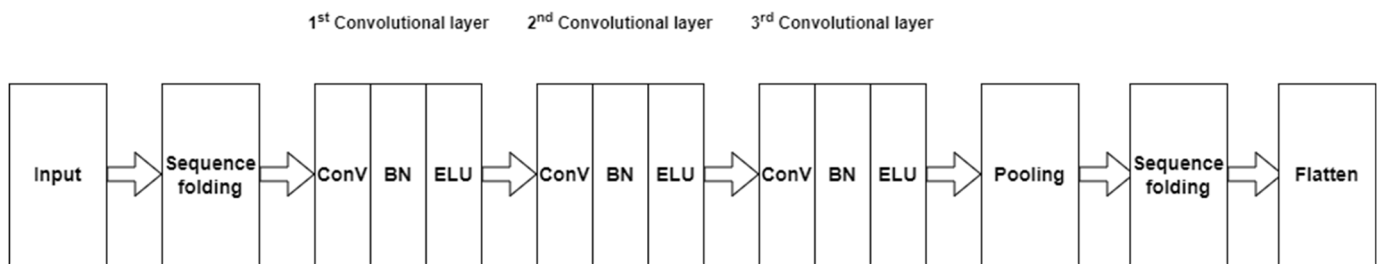 1st Convolutional layer 2nd Convolutional layer 3rd Convolutional layer
Input
Sequence
folding
ConV BN ELU
ConV BN ELU
ConV BN ELU
Pooling
Sequence
folding
Flatten